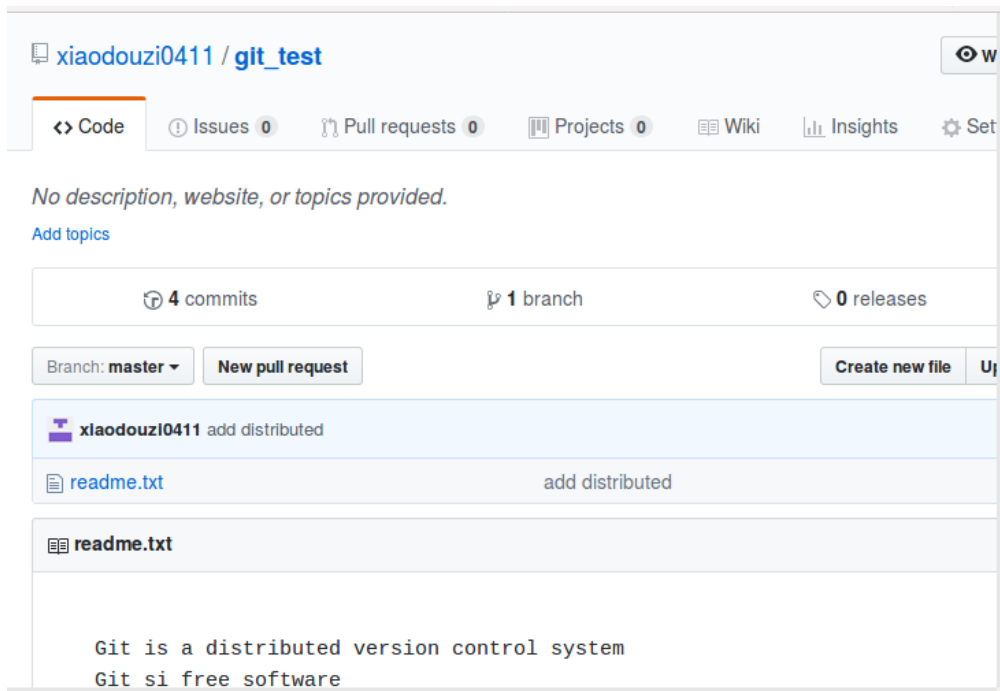 xiaodouzi0411 / git_test
Code Issues 0 Pull requests 0 Projects 0 Wiki Insights
No description, website, or topics provided.
Add topics
4 commits 1 branch 0 releases
Branch: master New pull request Create new file
xiaodouzi0411 add distributed
readme.txt add distributed
readme.txt
Git is a distributed version control system
Git si free software